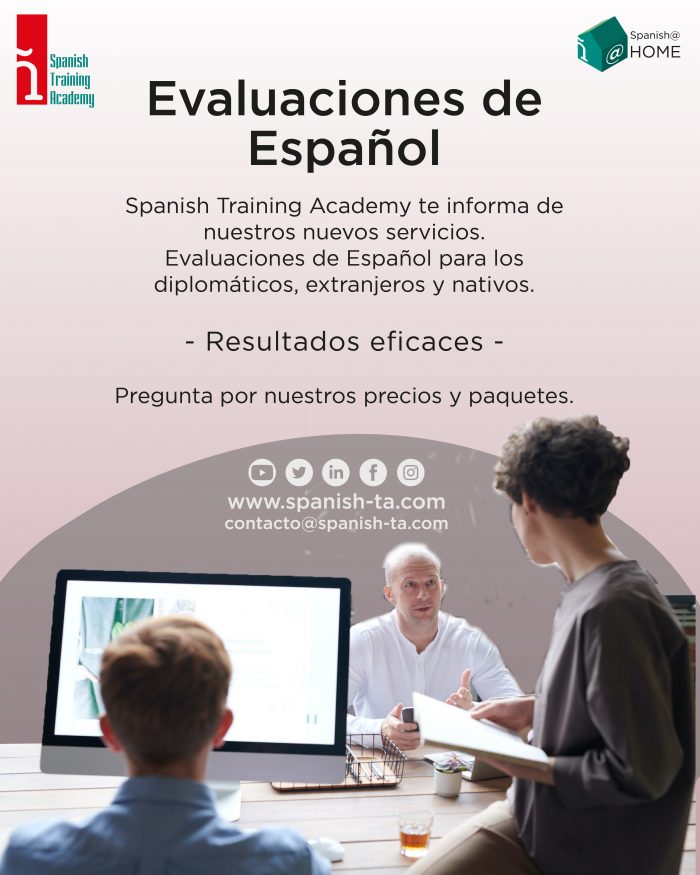 Spanish
Training
Academy
Spanish@
HOME
Evaluaciones de
Español
Spanish Training Academy te informa de
nuestros nuevos servicios.
Evaluaciones de Español para los
diplomáticos, extranjeros y nativos.
- Resultados eficaces -
Pregunta por nuestros precios y paquetes.
www.spanish-ta.com
contacto@spanish-ta.com